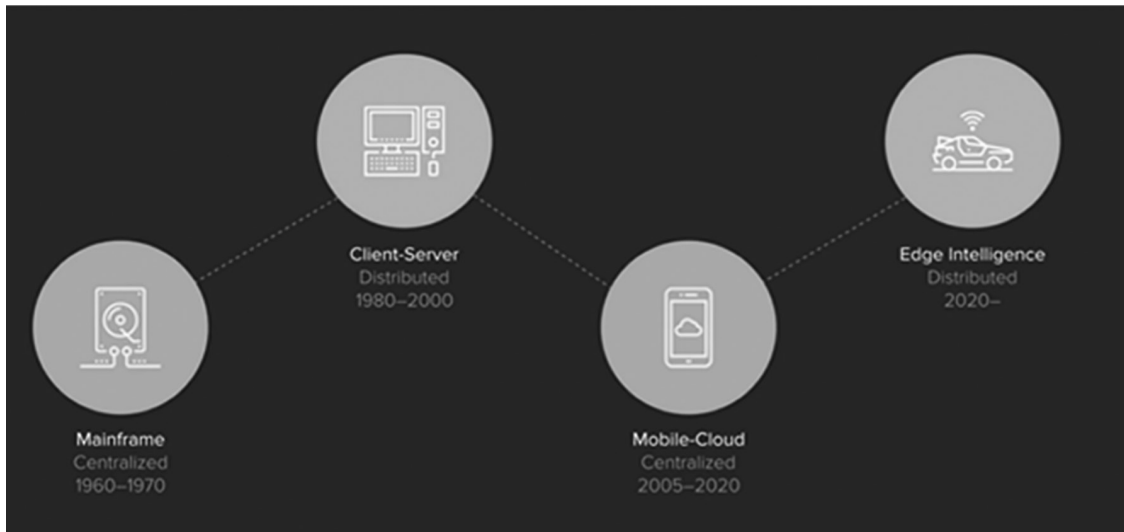 Mainframe
Centralized
1960–1970
Client-Server
Distributed
1980–2000
Mobile-Cloud
Centralized
2005–2020
Edge Intelligence
Distributed
2020–